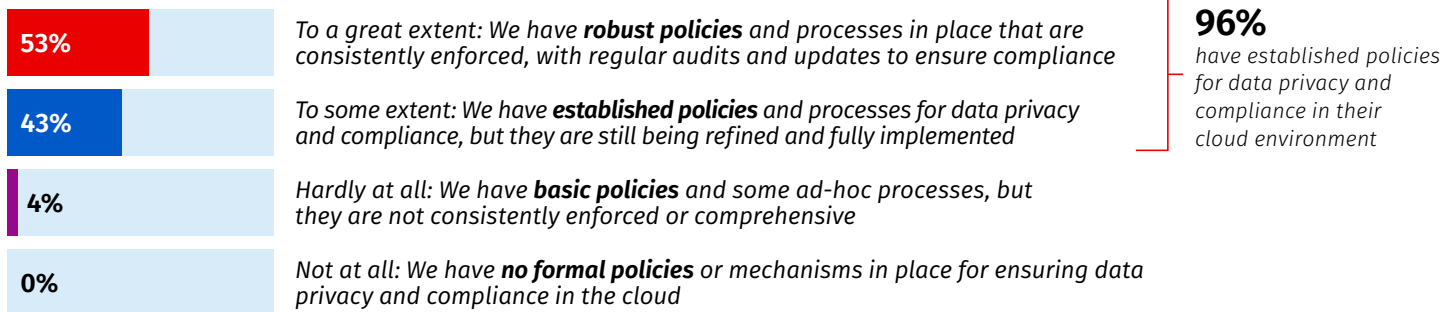 53%
To a great extent: We have robust policies and processes in place that are
consistently enforced, with regular audits and updates to ensure compliance
43%
To some extent: We have established policies and processes for data privacy
and compliance, but they are still being refined and fully implemented
4%
Hardly at all: We have basic policies and some ad-hoc processes, but
they are not consistently enforced or comprehensive
0%
Not at all: We have no formal policies or mechanisms in place for ensuring data
privacy and compliance in the cloud
96%
have established policies
for data privacy and
compliance in their
cloud environment